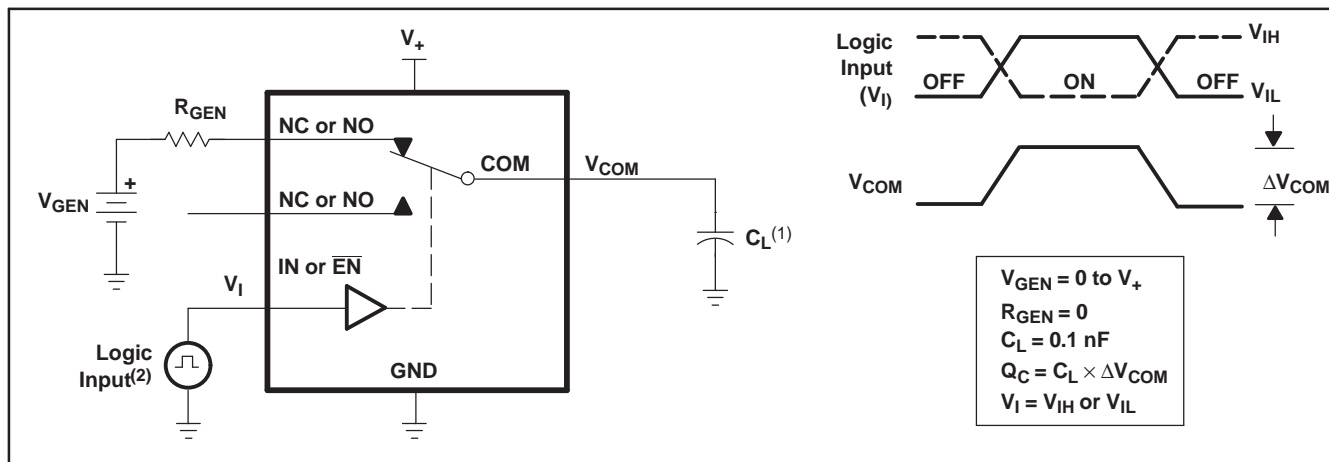 V+
RGEN
NC or NO
COM
VCOM
VGEN
+
NC or NO
CL(1)
IN or E̅N̅
VI
Logic
Input(2)
GND
Logic
Input
(VI)
VIH
OFF
ON
OFF
VIL
VCOM
ΔVCOM
VGEN = 0 to V+
RGEN = 0
CL = 0.1 nF
QC = CL × ΔVCOM
VI = VIH or VIL